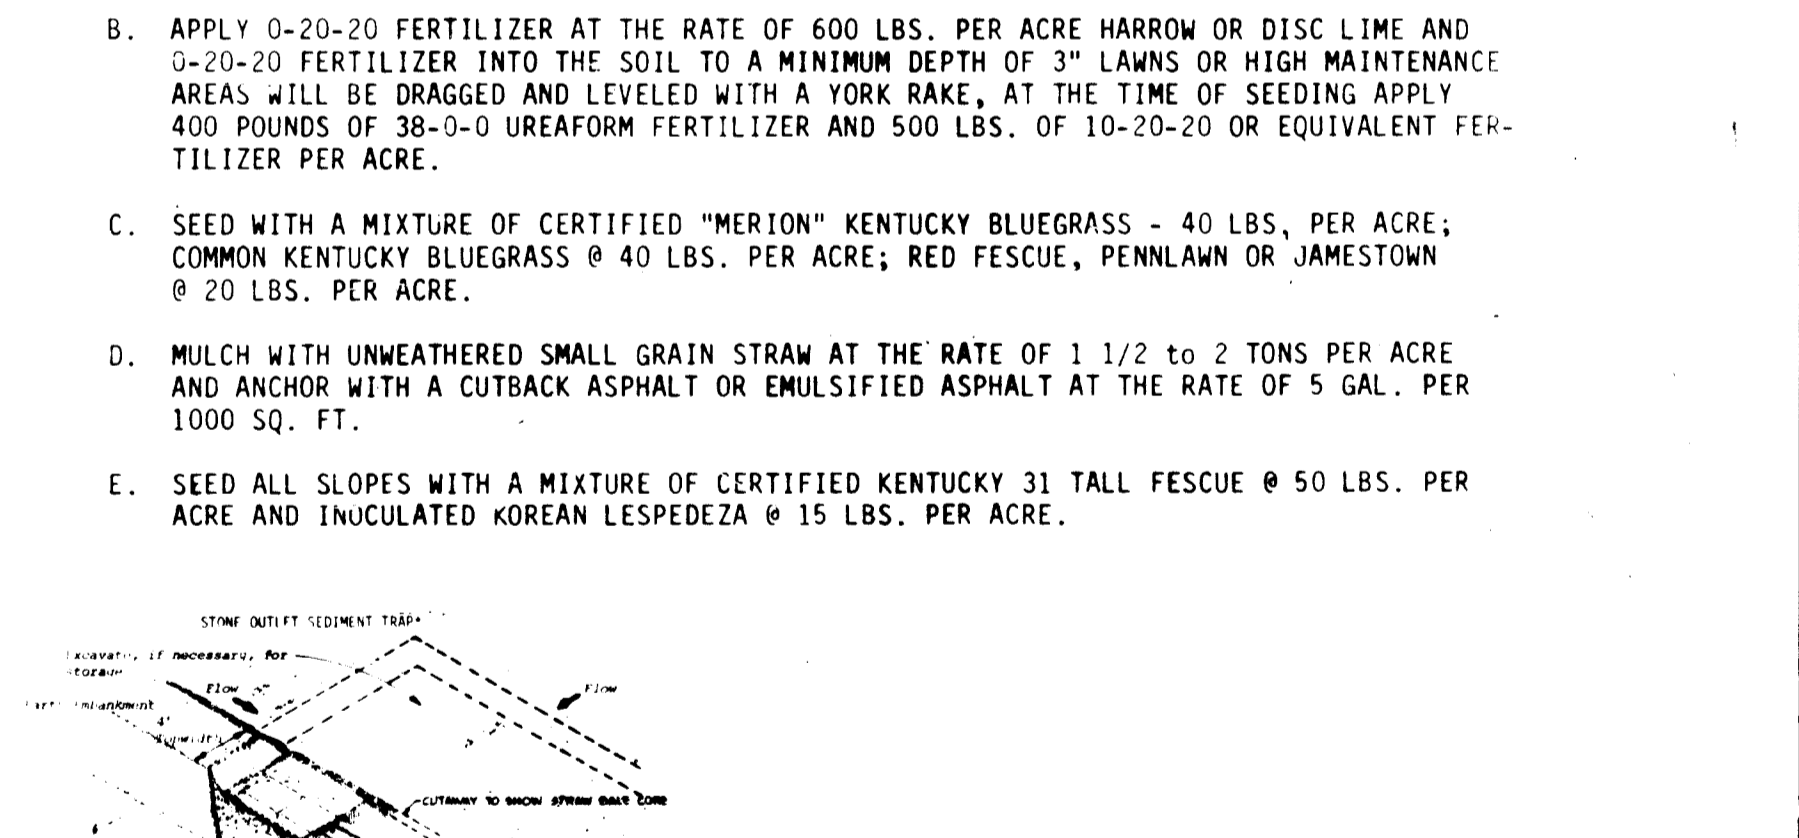 B. APPLY 0-20-20 FERTILIZER AT THE RATE OF 600 LBS. PER ACRE HARROW OR DISC LIME AND
0-20-20 FERTILIZER INTO THE SOIL TO A MINIMUM DEPTH OF 3" LAWNS OR HIGH MAINTENANCE
AREAS WILL BE DRAGGED AND LEVELED WITH A YORK RAKE, AT THE TIME OF SEEDING APPLY
400 POUNDS OF 38-0-0 UREAFORM FERTILIZER AND 500 LBS. OF 10-20-20 OR EQUIVALENT FER-
TILIZER PER ACRE.
C. SEED WITH A MIXTURE OF CERTIFIED "MERION" KENTUCKY BLUEGRASS - 40 LBS, PER ACRE;
COMMON KENTUCKY BLUEGRASS @ 40 LBS. PER ACRE; RED FESCUE, PENNLAWN OR JAMESTOWN
@ 20 LBS. PER ACRE.
D. MULCH WITH UNWEATHERED SMALL GRAIN STRAW AT THE RATE OF 1 1/2 to 2 TONS PER ACRE
AND ANCHOR WITH A CUTBACK ASPHALT OR EMULSIFIED ASPHALT AT THE RATE OF 5 GAL. PER
1000 SQ. FT.
E. SEED ALL SLOPES WITH A MIXTURE OF CERTIFIED KENTUCKY 31 TALL FESCUE @ 50 LBS. PER
ACRE AND INOCULATED KOREAN LESPEDEZA @ 15 LBS. PER ACRE.
STONE OUTLET SEDIMENT TRAP
Excavate, if necessary, for
storage
Flow
Flow
embankment
4'
CUTAWAY TO SHOW STRAW BALE CORE